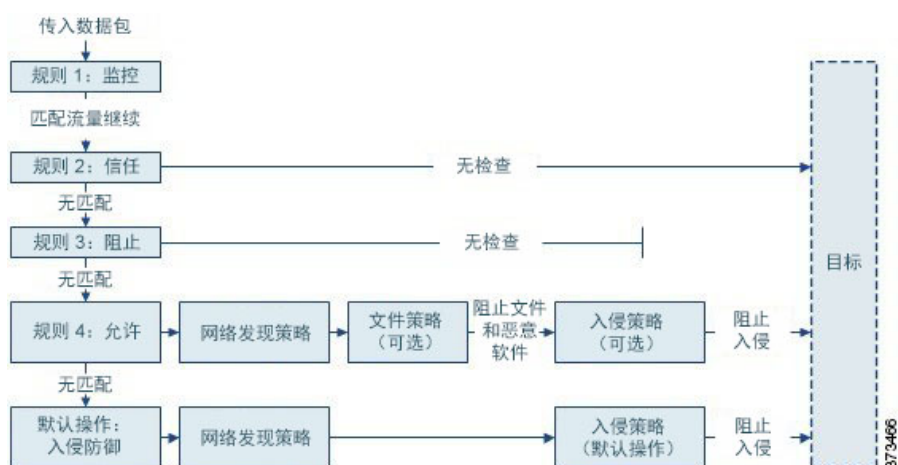 传入数据包
规则 1：监控
匹配流量继续
规则 2：信任
无检查
无匹配
规则 3：阻止
无检查
无匹配
规则 4：允许
网络发现策略
文件策略
（可选）
阻止文件
和恶意
软件
入侵策略
（可选）
阻止
入侵
无匹配
默认操作：
入侵防御
网络发现策略
入侵策略
（默认操作）
阻止
入侵
目标
373466